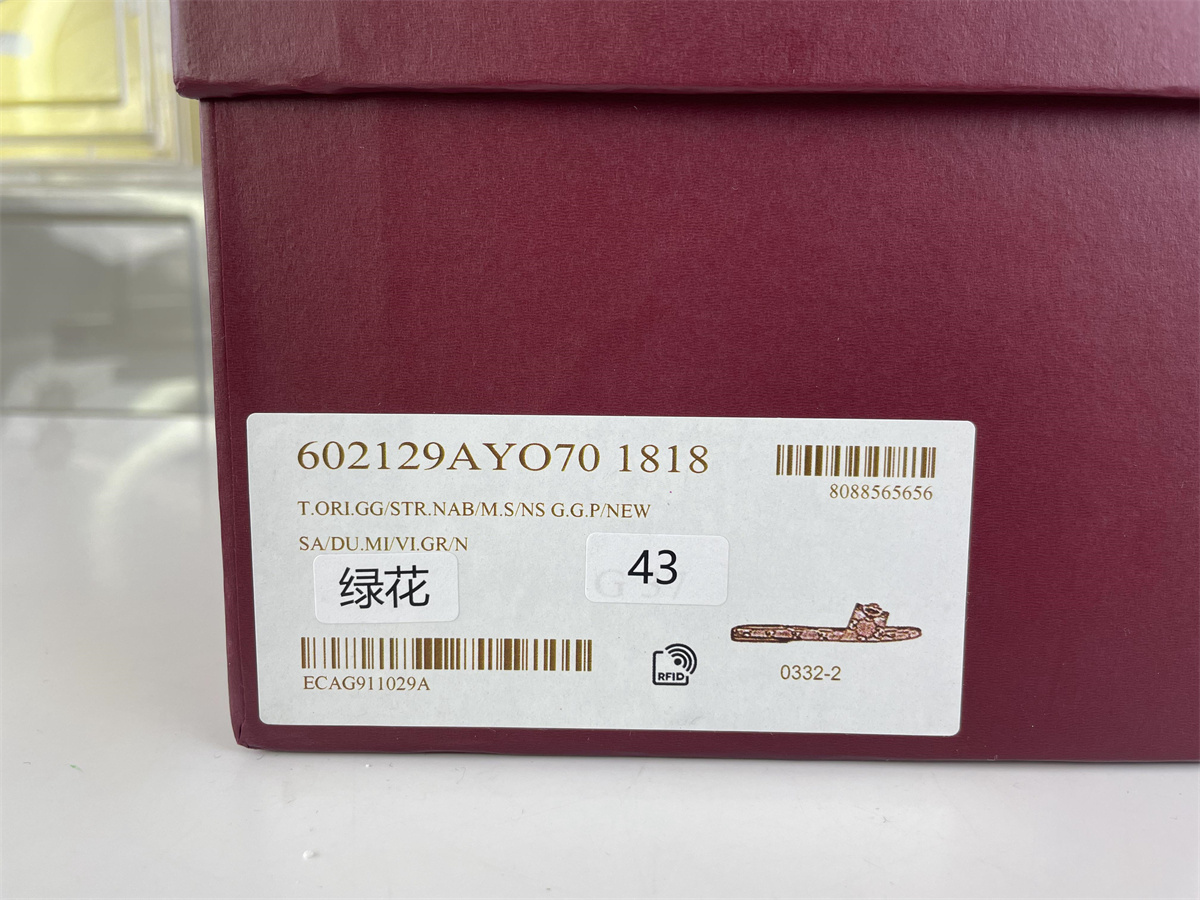 602129AYO70 1818
8088565656
T.ORI.GG/STR.NAB/M.S/NS G.G.P/NEW
SA/DU.MI/VI.GR/N
绿花
43
ECAG911029A
RFID
0332-2